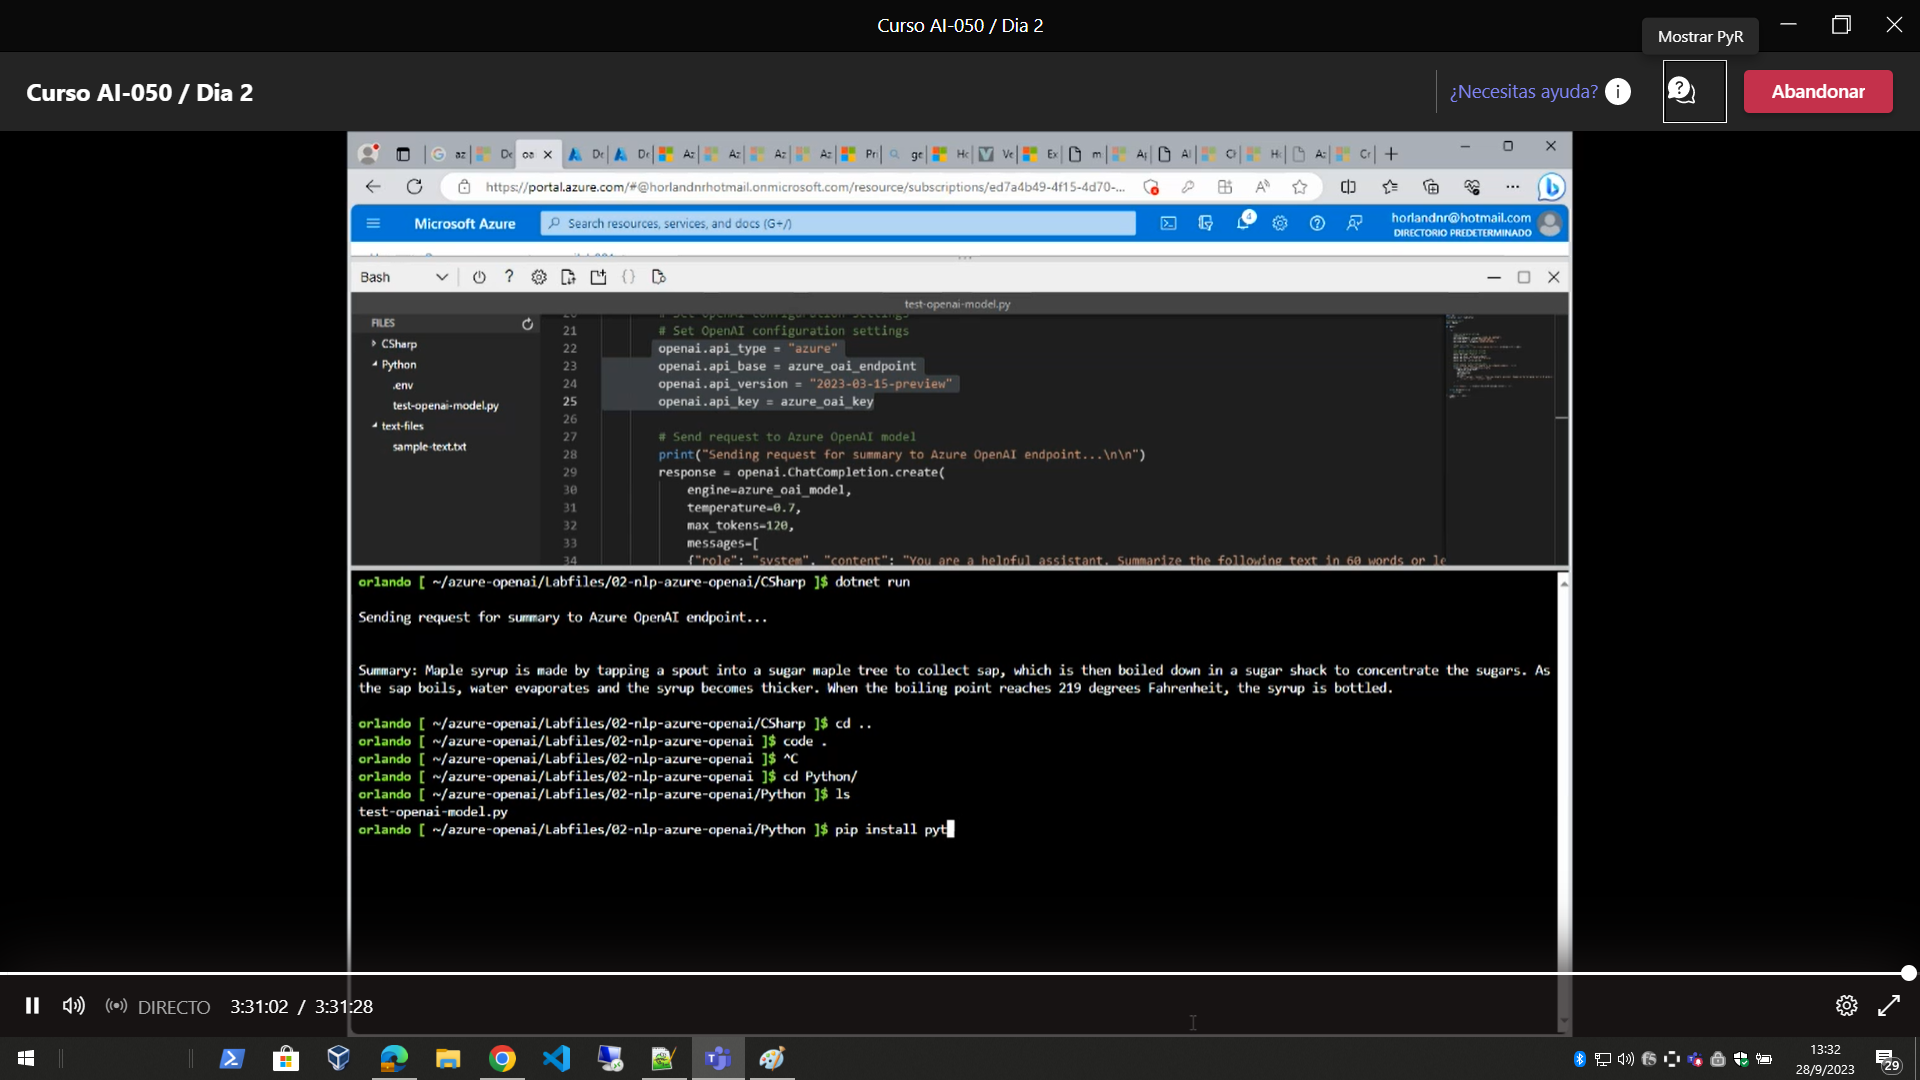 Curso AI-050 / Dia 2
Mostrar PyR
Curso AI-050 / Dia 2
¿Necesitas ayuda?
Abandonar
https://portal.azure.com/#@horlandnrhotmail.onmicrosoft.com/resource/subscriptions/ed7a4b49-4f15-4d70-...
Microsoft Azure
Search resources, services, and docs (G+/)
4
horlandnr@hotmail.com
DIRECTORIO PREDETERMINADO
Bash
test-openai-model.py
FILES
CSharp
Python
.env
test-openai-model.py
text-files
sample-text.txt
21 # Set OpenAI configuration settings
22 openai.api_type = "azure"
23 openai.api_base = azure_oai_endpoint
24 openai.api_version = "2023-03-15-preview"
25 openai.api_key = azure_oai_key
26
27 # Send request to Azure OpenAI model
28 print("Sending request for summary to Azure OpenAI endpoint...\n\n")
29 response = openai.ChatCompletion.create(
30 engine=azure_oai_model,
31 temperature=0.7,
32 max_tokens=120,
33 messages=[
34 {"role": "system", "content": "You are a helpful assistant. Summarize the following text in 60 words or le
orlando [ ~/azure-openai/Labfiles/02-nlp-azure-openai/CSharp ]$ dotnet run
Sending request for summary to Azure OpenAI endpoint...
Summary: Maple syrup is made by tapping a spout into a sugar maple tree to collect sap, which is then boiled down in a sugar shack to concentrate the sugars. As
the sap boils, water evaporates and the syrup becomes thicker. When the boiling point reaches 219 degrees Fahrenheit, the syrup is bottled.
orlando [ ~/azure-openai/Labfiles/02-nlp-azure-openai/CSharp ]$ cd ..
orlando [ ~/azure-openai/Labfiles/02-nlp-azure-openai ]$ code .
orlando [ ~/azure-openai/Labfiles/02-nlp-azure-openai ]$ ^C
orlando [ ~/azure-openai/Labfiles/02-nlp-azure-openai ]$ cd Python/
orlando [ ~/azure-openai/Labfiles/02-nlp-azure-openai/Python ]$ ls
test-openai-model.py
orlando [ ~/azure-openai/Labfiles/02-nlp-azure-openai/Python ]$ pip install pyt
DIRECTO
3:31:02 / 3:31:28
13:32
28/9/2023
29